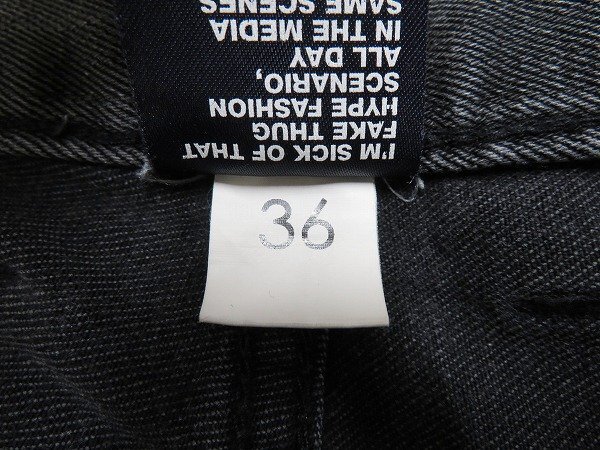 I'M SICK OF THAT
FAKE THUG
HYPE FASHION
SCENARIO,
ALL DAY
IN THE MEDIA
SAME SCENES
36